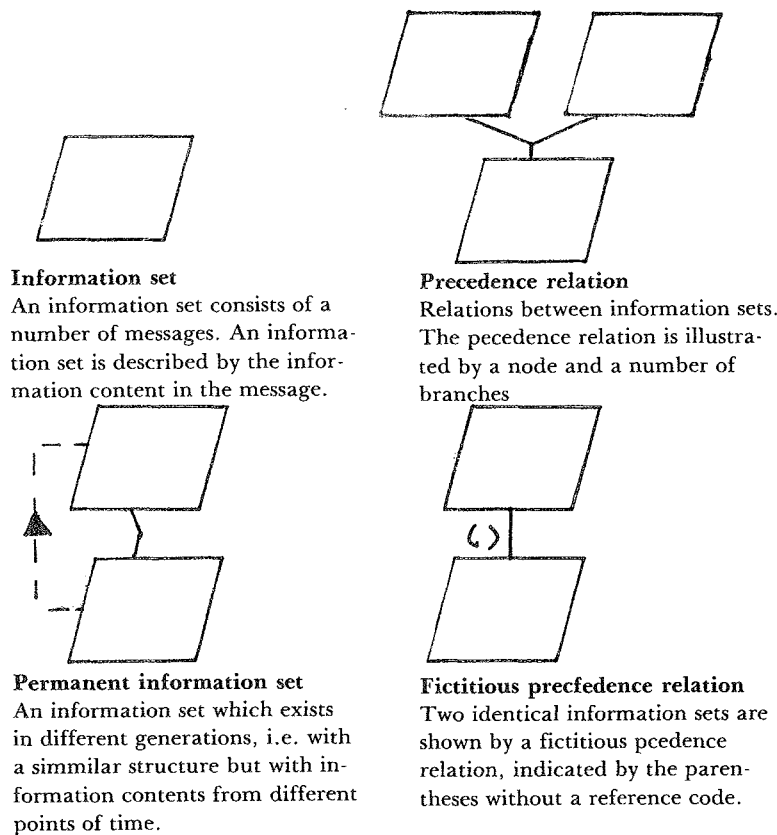 Information set
An information set consists of a
number of messages. An informa-
tion set is described by the infor-
mation content in the message.
Precedence relation
Relations between information sets.
The pecedence relation is illustra-
ted by a node and a number of
branches
( )
Permanent information set
An information set which exists
in different generations, i.e. with
a simmilar structure but with in-
formation contents from different
points of time.
Fictitious precfedence relation
Two identical information sets are
shown by a fictitious pcedence
relation, indicated by the paren-
theses without a reference code.